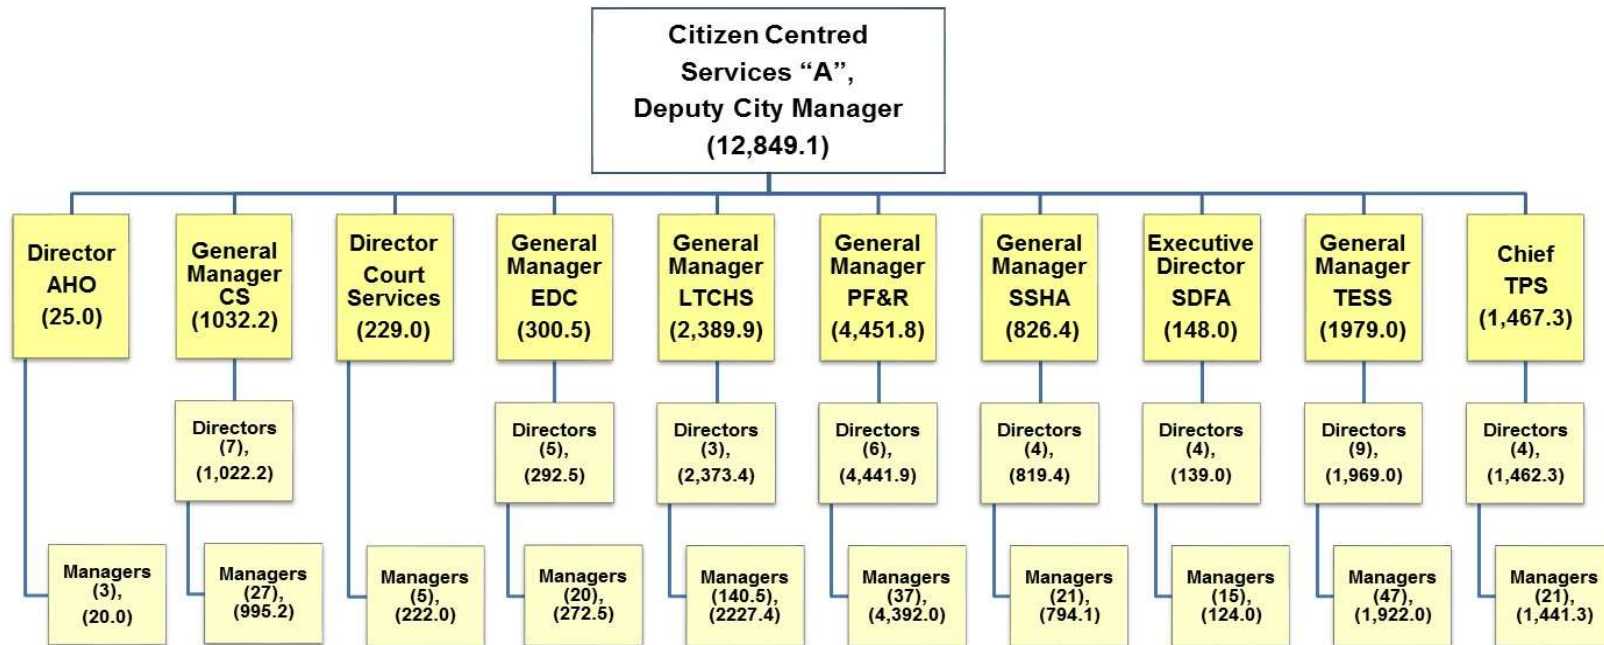 Citizen Centred
Services “A”,
Deputy City Manager
(12,849.1)
Director
AHO
(25.0)
General
Manager
CS
(1032.2)
Director
Court
Services
(229.0)
General
Manager
EDC
(300.5)
General
Manager
LTCHS
(2,389.9)
General
Manager
PF&R
(4,451.8)
General
Manager
SSHA
(826.4)
Executive
Director
SDFA
(148.0)
General
Manager
TESS
(1979.0)
Chief
TPS
(1,467.3)
Directors
(7),
(1,022.2)
Directors
(5),
(292.5)
Directors
(3),
(2,373.4)
Directors
(6),
(4,441.9)
Directors
(4),
(819.4)
Directors
(4),
(139.0)
Directors
(9),
(1,969.0)
Directors
(4),
(1,462.3)
Managers
(3),
(20.0)
Managers
(27),
(995.2)
Managers
(5),
(222.0)
Managers
(20),
(272.5)
Managers
(140.5),
(2227.4)
Managers
(37),
(4,392.0)
Managers
(21),
(794.1)
Managers
(15),
(124.0)
Managers
(47),
(1,922.0)
Managers
(21),
(1,441.3)